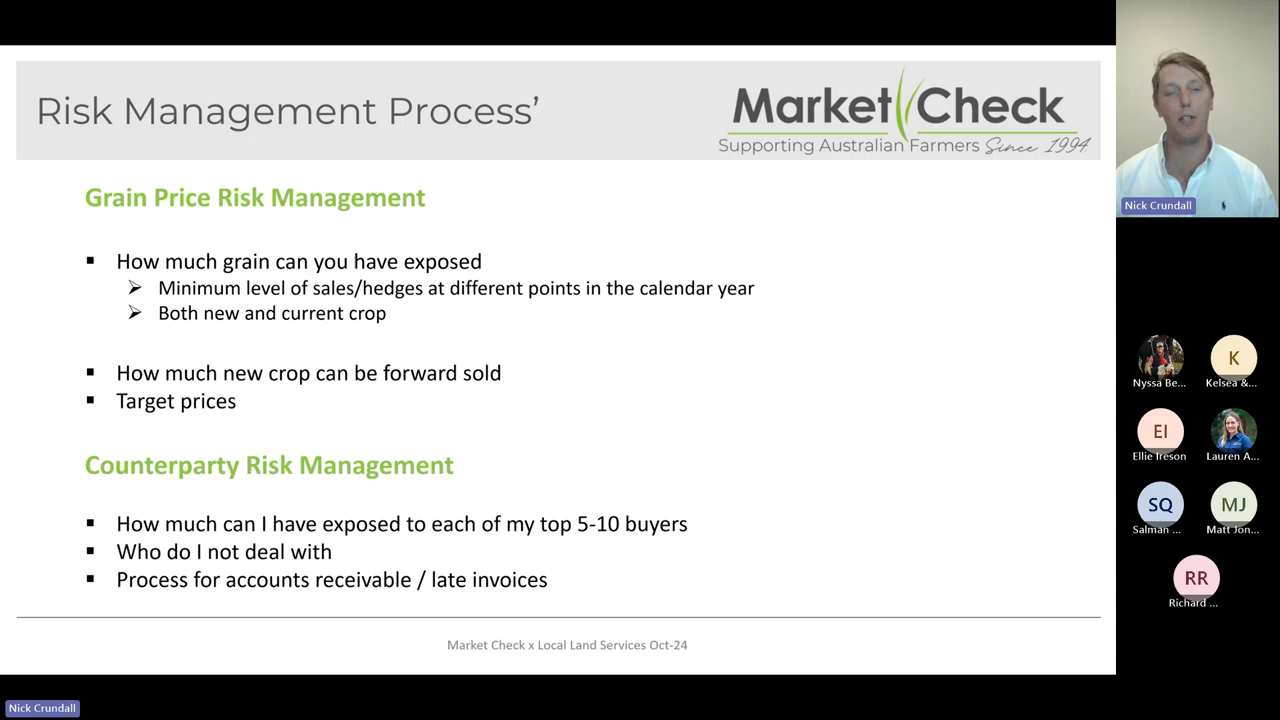 Risk Management Process’
Market Check
Supporting Australian Farmers Since 1994.
Grain Price Risk Management
▪ How much grain can you have exposed
➢ Minimum level of sales/hedges at different points in the calendar year
➢ Both new and current crop
▪ How much new crop can be forward sold
▪ Target prices
Counterparty Risk Management
▪ How much can I have exposed to each of my top 5-10 buyers
▪ Who do I not deal with
▪ Process for accounts receivable / late invoices
Market Check x Local Land Services Oct-24
Nick Crundall
Nyssa Be...
K
Kelsea &...
EI
Ellie Ireson
Lauren A...
SQ
Salman ...
MJ
Matt Jon...
RR
Richard ...
Nick Crundall